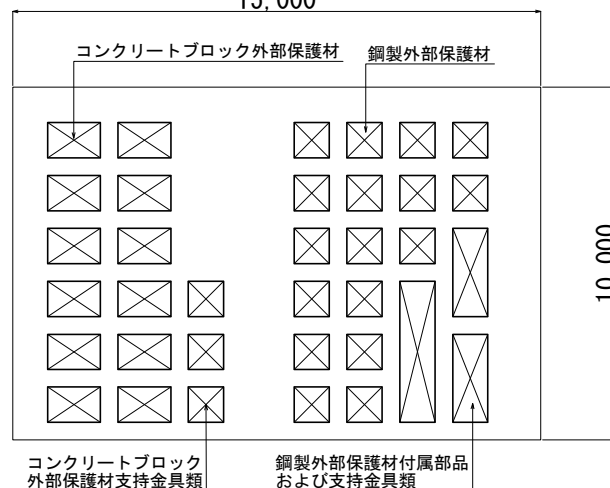 15,000
コンクリートブロック外部保護材
鋼製外部保護材
10,000
コンクリートブロック
外部保護材支持金具類
鋼製外部保護材付属部品
および支持金具類